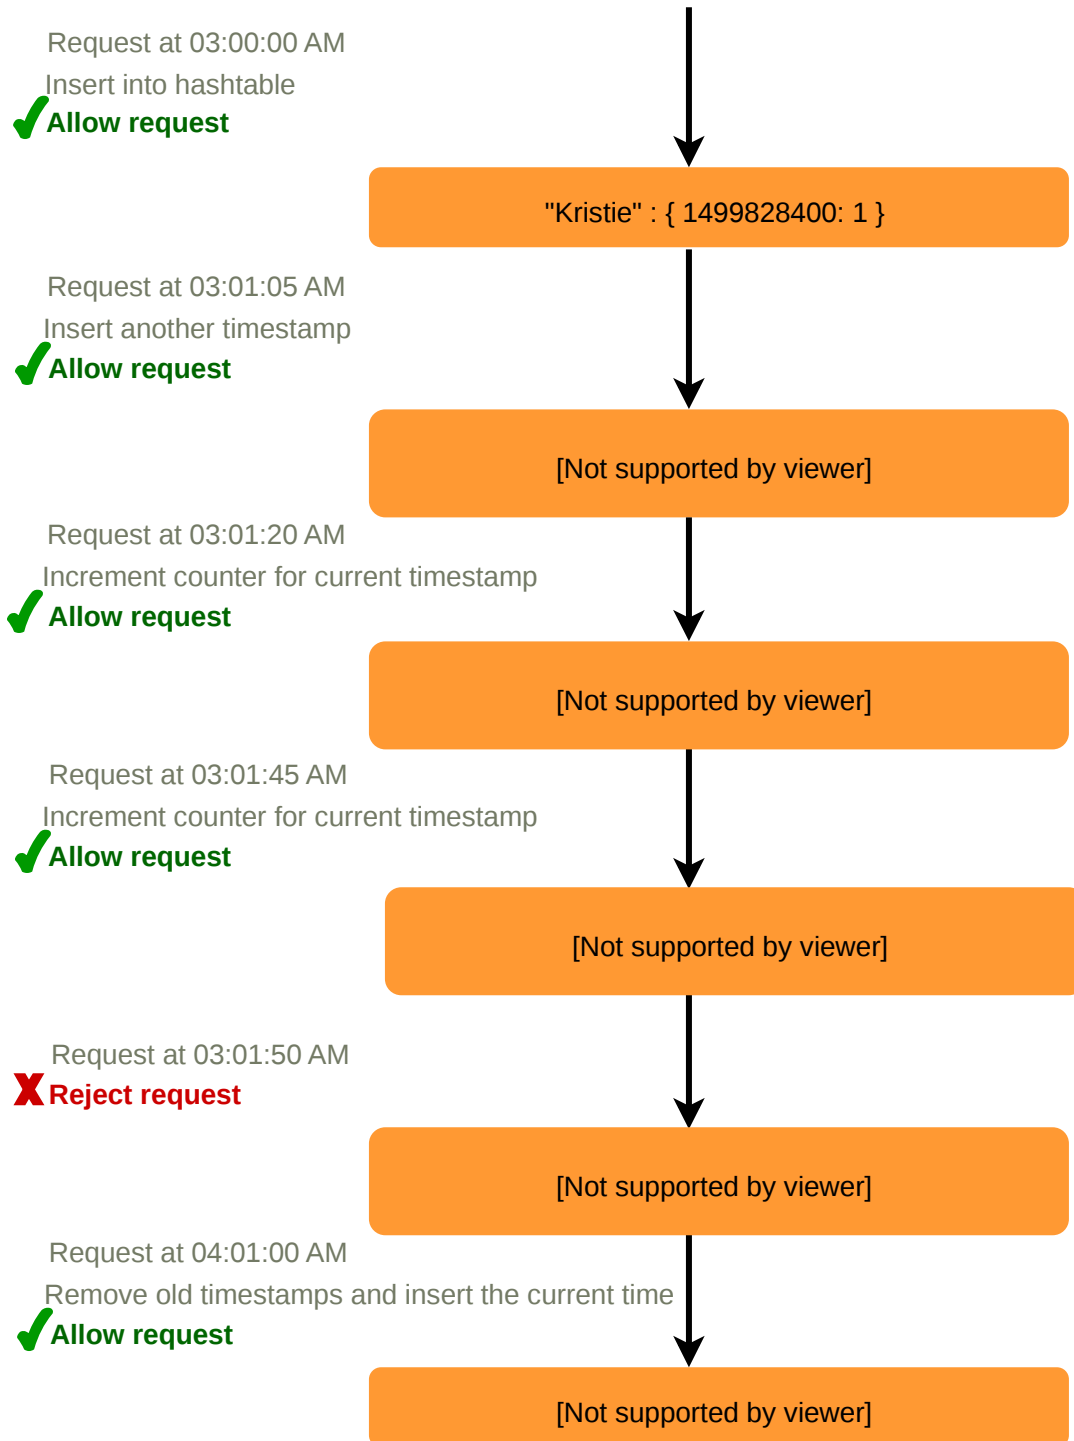 Request at 03:00:00 AM
Insert into hashtable
Allow request
"Kristie" : { 1499828400: 1 }
Request at 03:01:05 AM
Insert another timestamp
Allow request
[Not supported by viewer]
Request at 03:01:20 AM
Increment counter for current timestamp
Allow request
[Not supported by viewer]
Request at 03:01:45 AM
Increment counter for current timestamp
Allow request
[Not supported by viewer]
Request at 03:01:50 AM
Reject request
[Not supported by viewer]
Request at 04:01:00 AM
Remove old timestamps and insert the current time
Allow request
[Not supported by viewer]